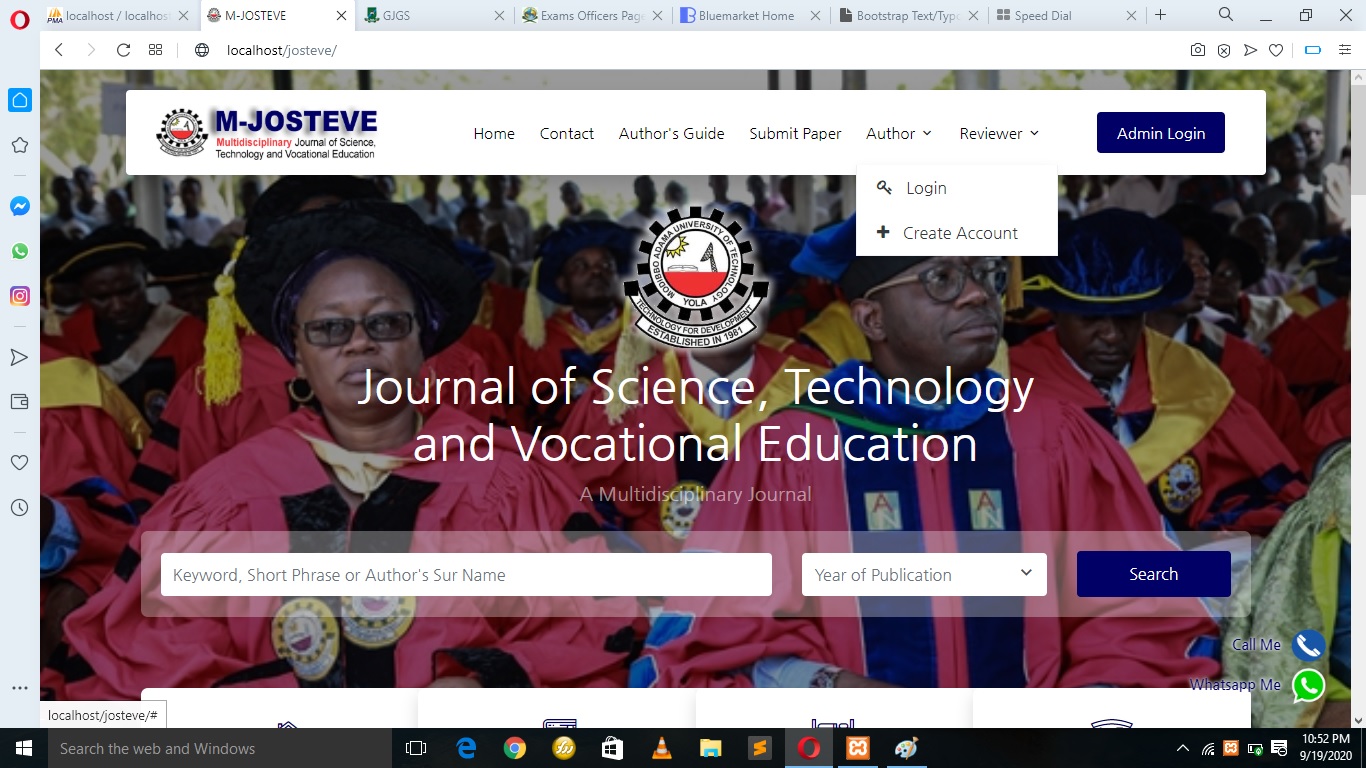 localhost / localhost
M-JOSTEVE
GJGS
Exams Officers Page
Bluemarket Home
Bootstrap Text/Typo
Speed Dial
localhost/josteve/
M-JOSTEVE
Multidisciplinary Journal of Science,
Technology and Vocational Education
Home
Contact
Author's Guide
Submit Paper
Author
Reviewer
Admin Login
Login
Create Account
MODIBBO ADAMA UNIVERSITY OF TECHNOLOGY
YOLA
TECHNOLOGY FOR DEVELOPMENT
ESTABLISHED IN 1981
Journal of Science, Technology
and Vocational Education
A Multidisciplinary Journal
Keyword, Short Phrase or Author's Sur Name
Year of Publication
Search
Call Me
Whatsapp Me
localhost/josteve/#
Search the web and Windows
10:52 PM
9/19/2020